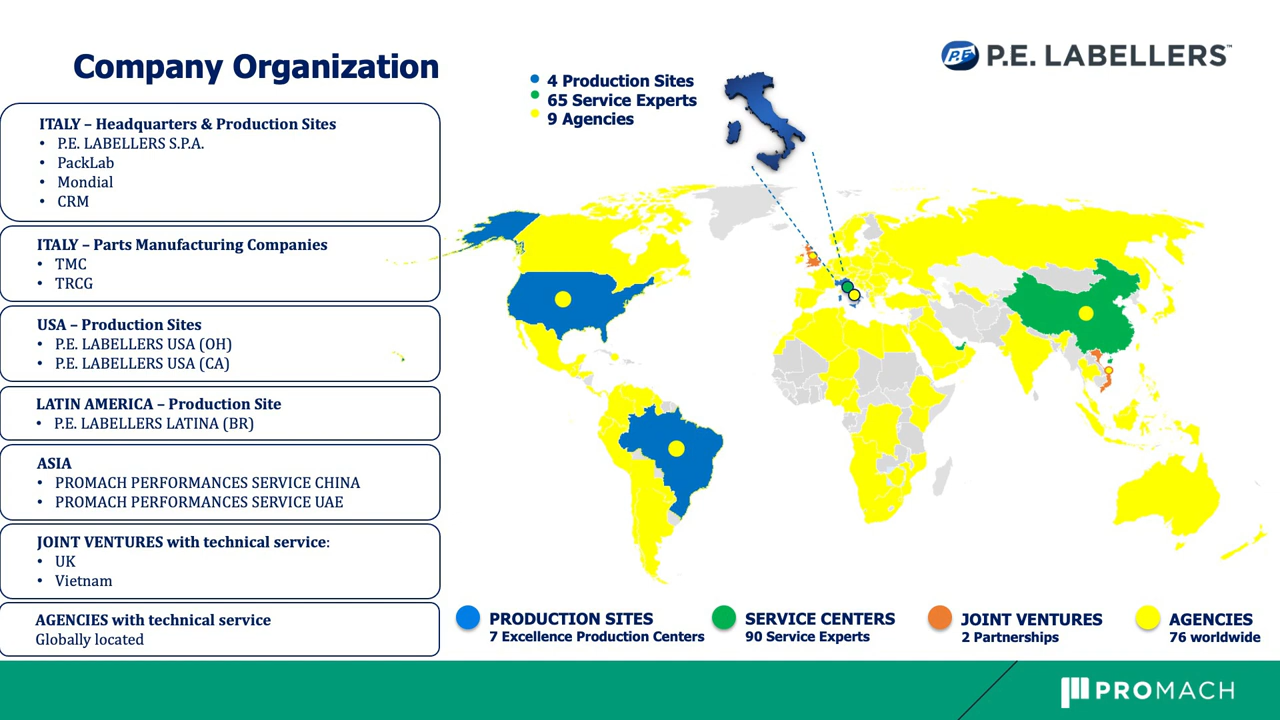 Company Organization
P.E. P.E. LABELLERS™
4 Production Sites
65 Service Experts
9 Agencies
ITALY – Headquarters & Production Sites
• P.E. LABELLERS S.P.A.
• PackLab
• Mondial
• CRM
ITALY – Parts Manufacturing Companies
• TMC
• TRCG
USA – Production Sites
• P.E. LABELLERS USA (OH)
• P.E. LABELLERS USA (CA)
LATIN AMERICA – Production Site
• P.E. LABELLERS LATINA (BR)
ASIA
• PROMACH PERFORMANCES SERVICE CHINA
• PROMACH PERFORMANCES SERVICE UAE
JOINT VENTURES with technical service:
• UK
• Vietnam
AGENCIES with technical service
Globally located
PRODUCTION SITES
7 Excellence Production Centers
SERVICE CENTERS
90 Service Experts
JOINT VENTURES
2 Partnerships
AGENCIES
76 worldwide
PROMACH